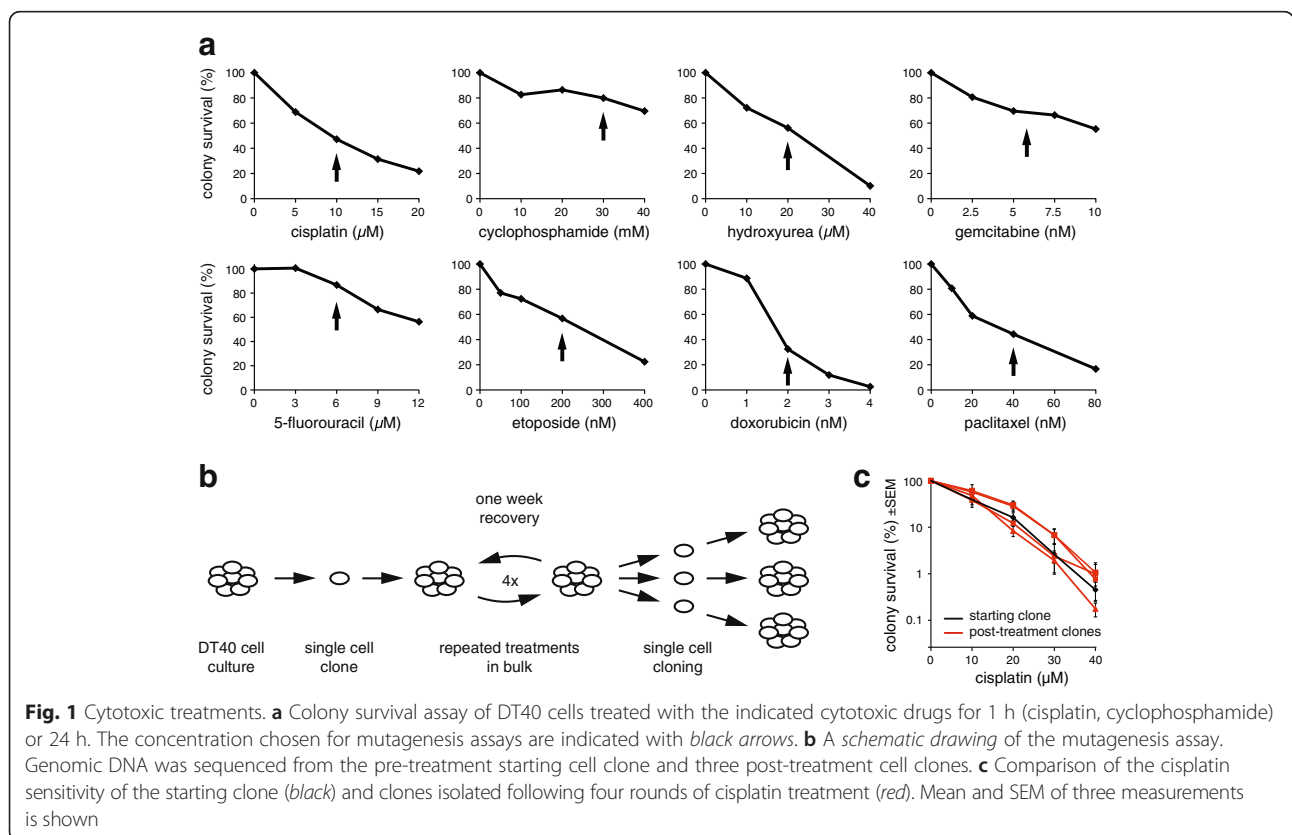 a
colony survival (%)
100
80
60
40
20
0
0 5 10 15 20
cisplatin (µM)
100
80
60
40
20
0
0 10 20 30 40
cyclophosphamide (mM)
100
80
60
40
20
0
0 10 20 30 40
hydroxyurea (µM)
100
80
60
40
20
0
0 2.5 5 7.5 10
gemcitabine (nM)
colony survival (%)
100
80
60
40
20
0
0 3 6 9 12
5-fluorouracil (µM)
100
80
60
40
20
0
0 100 200 300 400
etoposide (nM)
100
80
60
40
20
0
0 1 2 3 4
doxorubicin (nM)
100
80
60
40
20
0
0 20 40 60 80
paclitaxel (nM)
b
one week
recovery
4x
DT40 cell
culture
single cell
clone
repeated treatments
in bulk
single cell
cloning
c
colony survival (%) ±SEM
100
10
1
0.1
starting clone
post-treatment clones
0 10 20 30 40
cisplatin (µM)
Fig. 1 Cytotoxic treatments. a Colony survival assay of DT40 cells treated with the indicated cytotoxic drugs for 1 h (cisplatin, cyclophosphamide)
or 24 h. The concentration chosen for mutagenesis assays are indicated with black arrows. b A schematic drawing of the mutagenesis assay.
Genomic DNA was sequenced from the pre-treatment starting cell clone and three post-treatment cell clones. c Comparison of the cisplatin
sensitivity of the starting clone (black) and clones isolated following four rounds of cisplatin treatment (red). Mean and SEM of three measurements
is shown